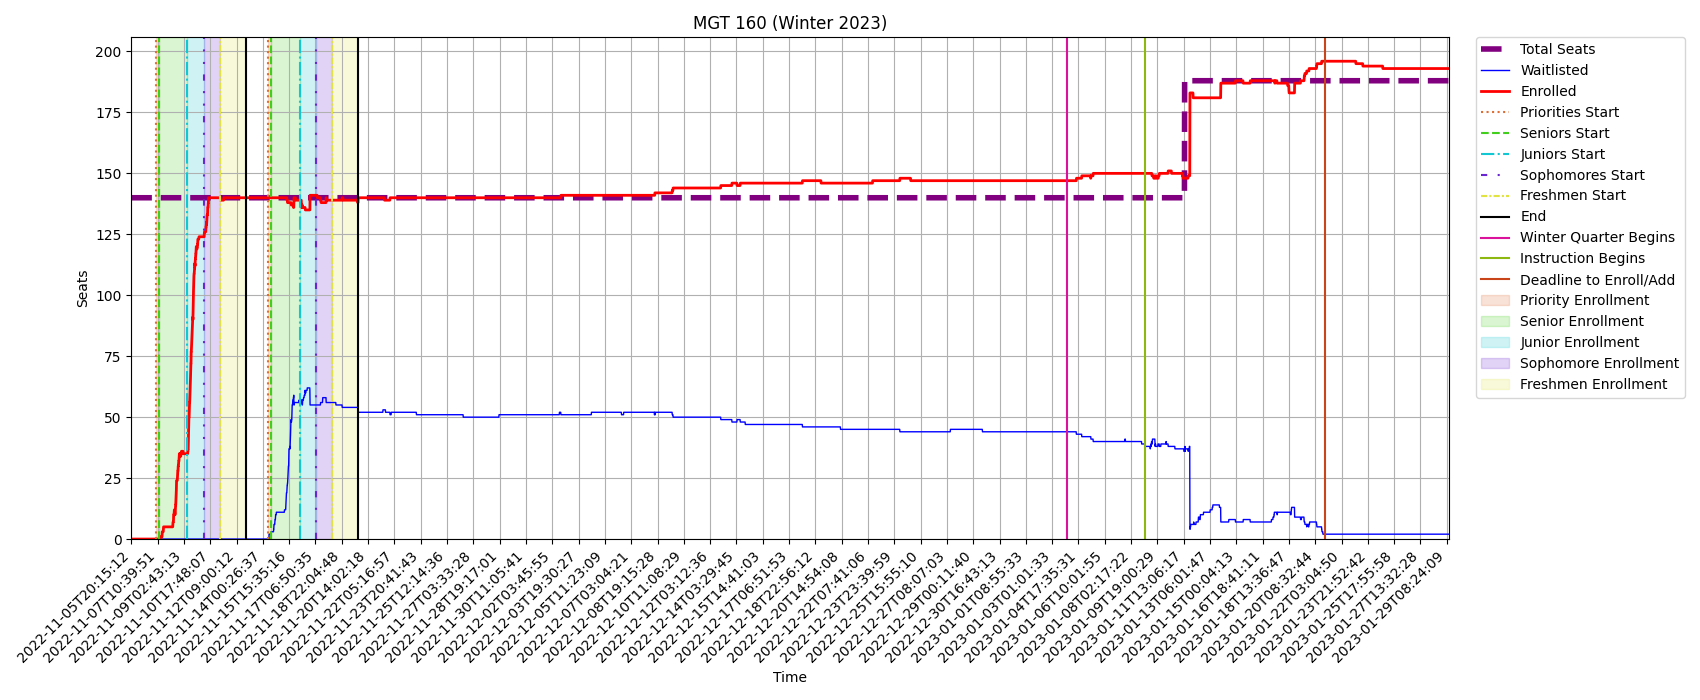 MGT 160 (Winter 2023)
Seats
200
175
150
125
100
75
50
25
0
2022-11-05T20:15:12
2022-11-07T10:39:51
2022-11-09T02:43:13
2022-11-10T17:48:07
2022-11-12T09:00:12
2022-11-14T00:26:37
2022-11-15T15:35:16
2022-11-17T06:50:35
2022-11-18T22:04:48
2022-11-20T14:02:18
2022-11-22T05:16:57
2022-11-23T20:41:43
2022-11-25T12:14:36
2022-11-27T03:33:28
2022-11-28T19:17:01
2022-11-30T11:05:41
2022-12-02T03:45:55
2022-12-03T19:30:27
2022-12-05T11:23:09
2022-12-07T03:04:21
2022-12-08T19:15:28
2022-12-10T11:08:29
2022-12-12T03:12:36
2022-12-14T03:29:45
2022-12-15T14:41:03
2022-12-17T06:51:53
2022-12-18T22:56:12
2022-12-20T14:54:08
2022-12-22T07:41:06
2022-12-23T23:39:59
2022-12-25T15:55:10
2022-12-27T08:07:03
2022-12-29T00:11:40
2022-12-30T16:43:13
2023-01-01T08:55:33
2023-01-03T01:01:33
2023-01-04T17:35:31
2023-01-06T10:01:55
2023-01-08T02:17:22
2023-01-09T19:00:29
2023-01-11T13:06:17
2023-01-13T06:01:47
2023-01-15T00:04:13
2023-01-16T18:41:11
2023-01-18T13:36:47
2023-01-20T08:32:44
2023-01-22T03:04:50
2023-01-23T21:52:42
2023-01-25T17:55:58
2023-01-27T13:32:28
2023-01-29T08:24:09
Time
Total Seats
Waitlisted
Enrolled
Priorities Start
Seniors Start
Juniors Start
Sophomores Start
Freshmen Start
End
Winter Quarter Begins
Instruction Begins
Deadline to Enroll/Add
Priority Enrollment
Senior Enrollment
Junior Enrollment
Sophomore Enrollment
Freshmen Enrollment